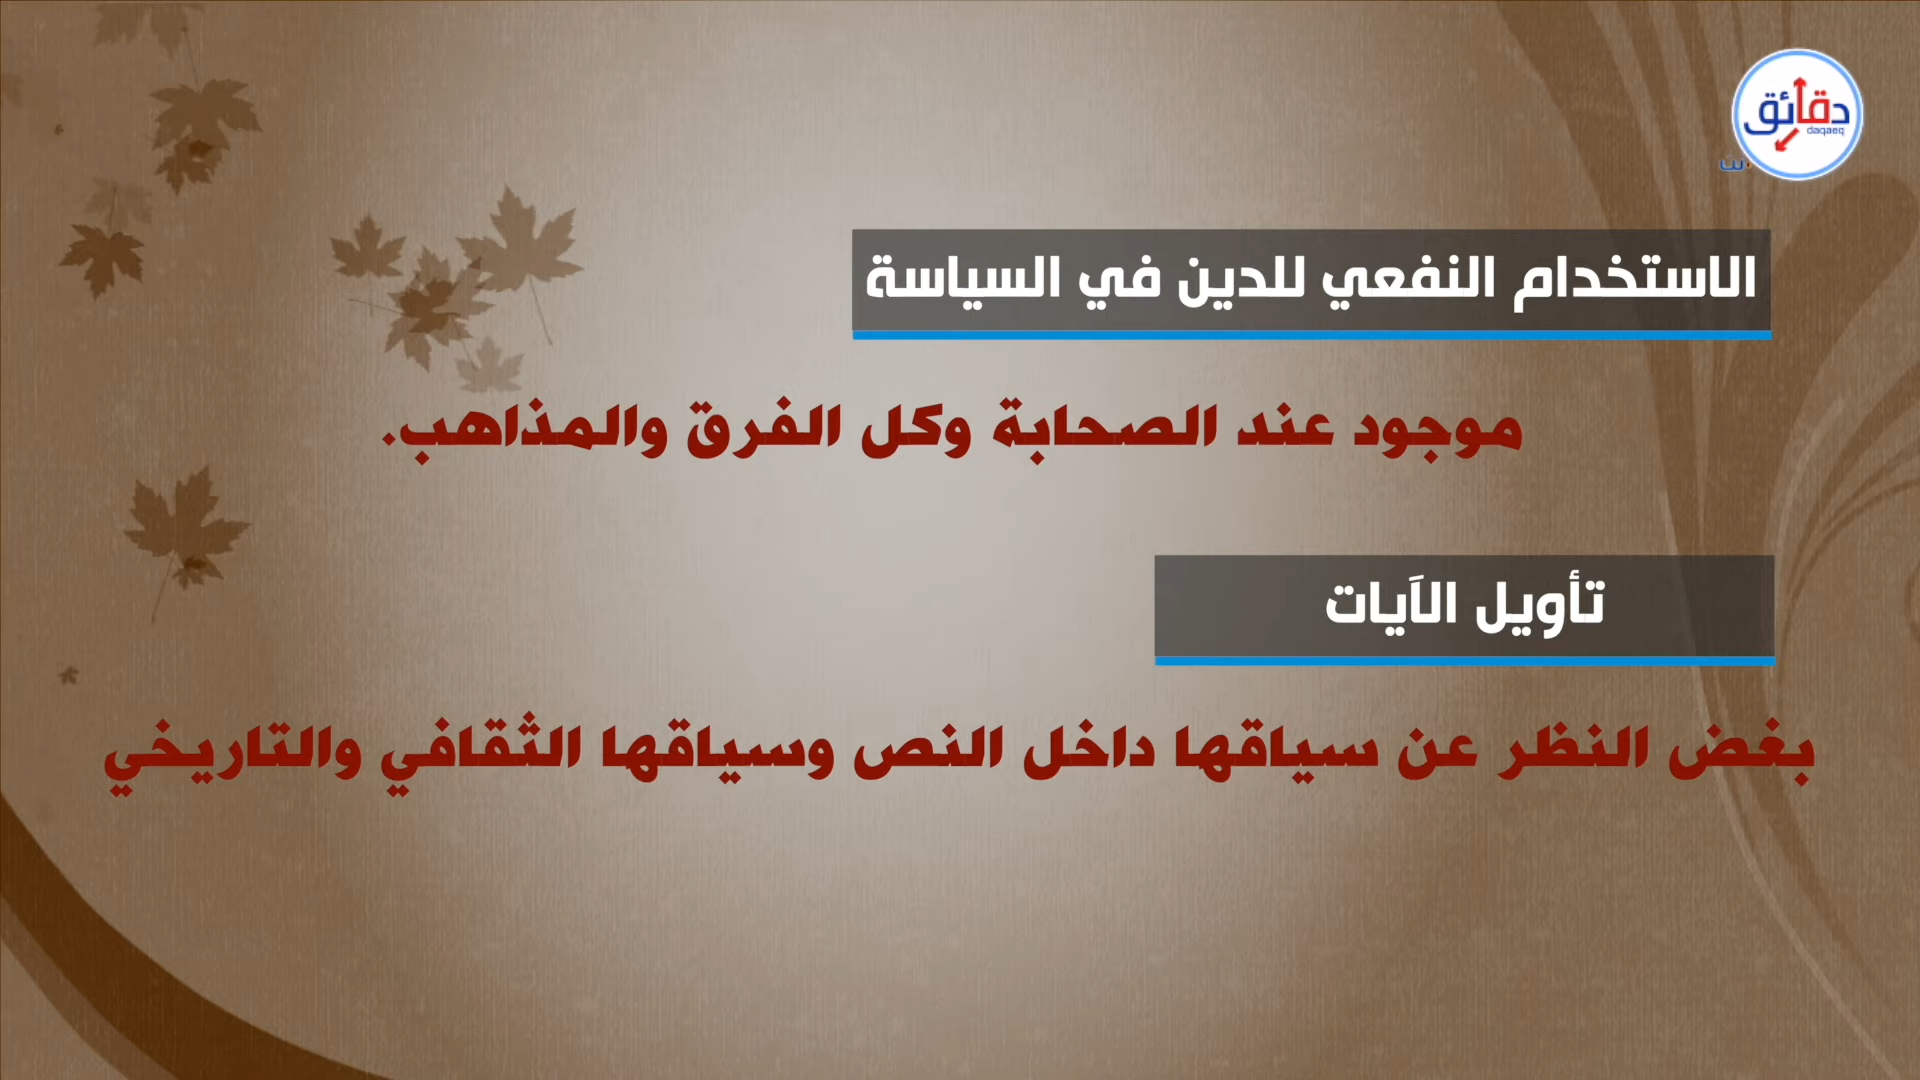 دقائق
daqaeq
الاستخدام النفعي للدين في السياسة
موجود عند الصحابة وكل الفرق والمذاهب.
تأويل الآيات
بغض النظر عن سياقها داخل النص وسياقها الثقافي والتاريخي